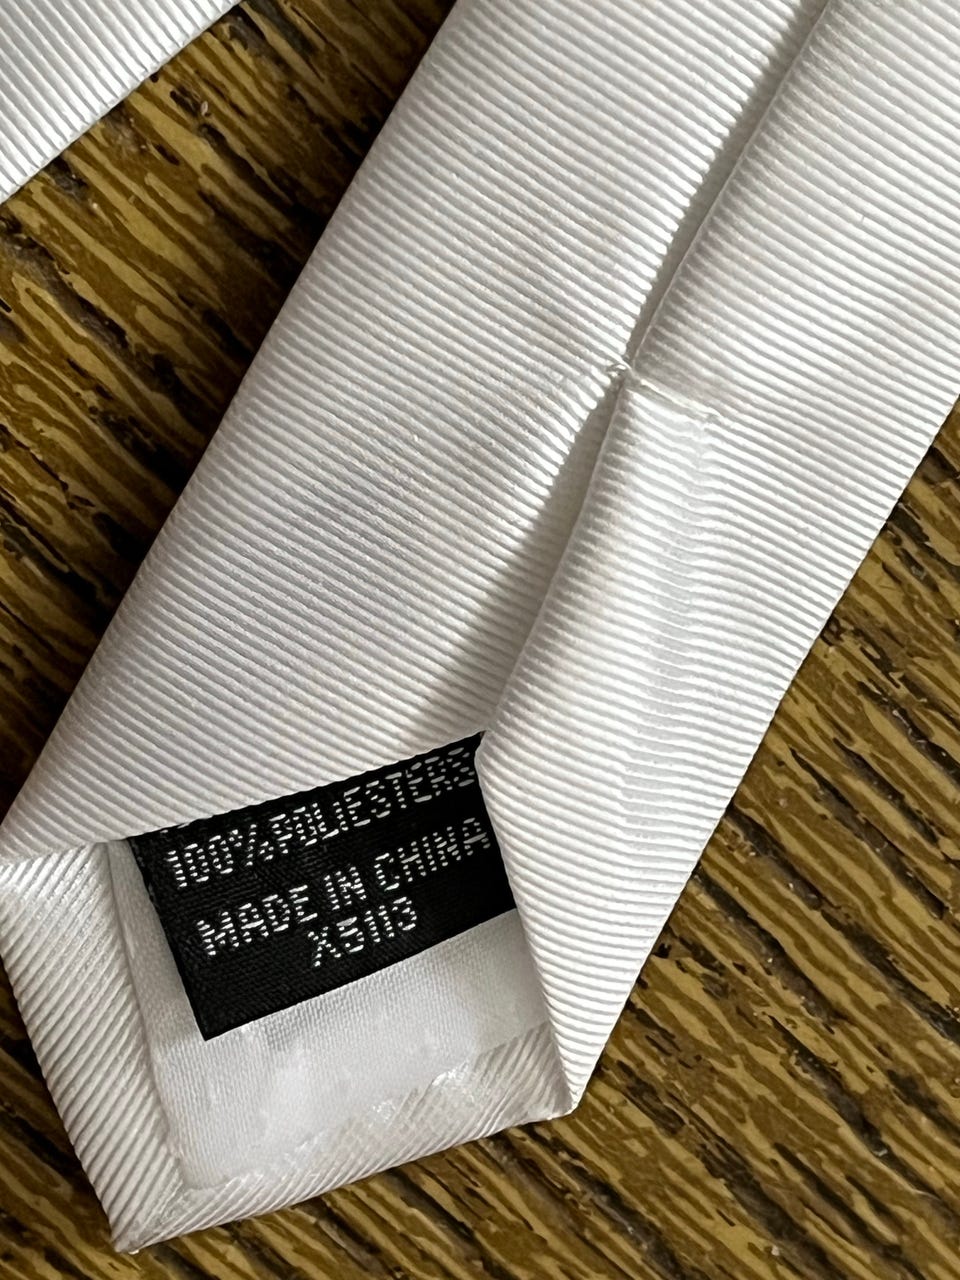 100%POLIESTERS
MADE IN CHINA
X5113